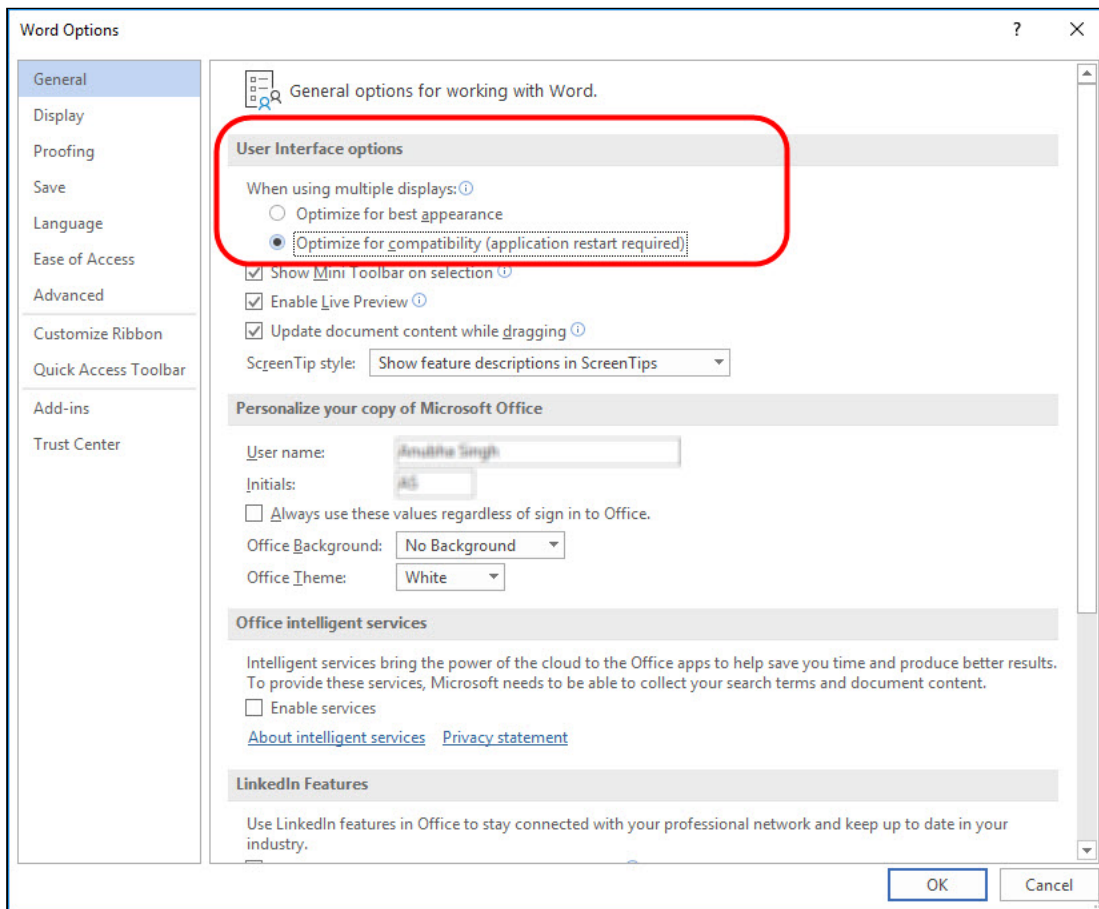 Word Options
?
General
Display
Proofing
Save
Language
Ease of Access
Advanced
Customize Ribbon
Quick Access Toolbar
Add-ins
Trust Center
General options for working with Word.
User Interface options
When using multiple displays:
Optimize for best appearance
Optimize for compatibility (application restart required)
Show Mini Toolbar on selection
Enable Live Preview
Update document content while dragging
ScreenTip style: Show feature descriptions in ScreenTips
Personalize your copy of Microsoft Office
User name:
Initials:
Always use these values regardless of sign in to Office.
Office Background: No Background
Office Theme: White
Office intelligent services
Intelligent services bring the power of the cloud to the Office apps to help save you time and produce better results.
To provide these services, Microsoft needs to be able to collect your search terms and document content.
Enable services
About intelligent services Privacy statement
LinkedIn Features
Use LinkedIn features in Office to stay connected with your professional network and keep up to date in your
industry.
OK Cancel